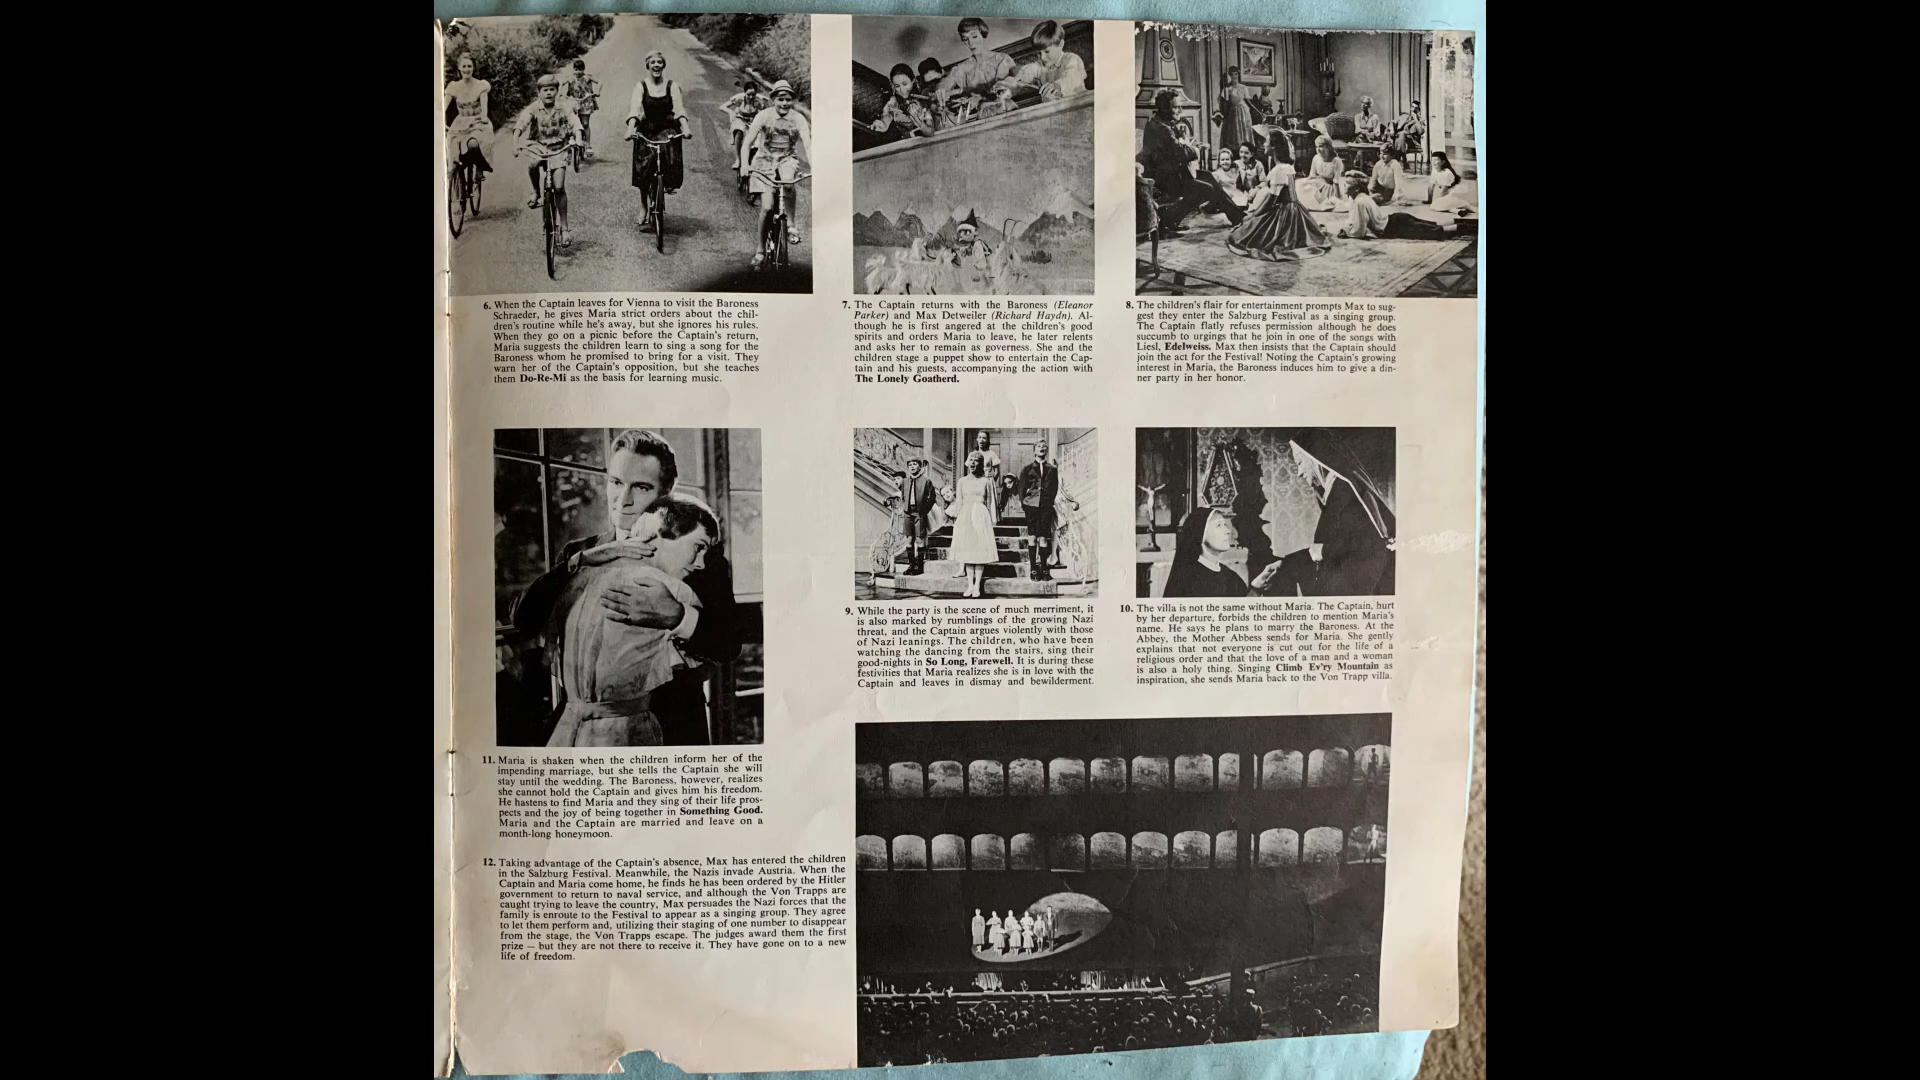 6. When the Captain leaves for Vienna to visit the Baroness
Schraeder, he gives Maria strict orders about the chil-
dren's routine while he's away, but she ignores his rules.
When they go on a picnic before the Captain's return,
Maria suggests the children learn to sing a song for the
Baroness whom he promised to bring for a visit. They
warn her of the Captain's opposition, but she teaches
them Do-Re-Mi as the basis for learning music.
7. The Captain returns with the Baroness (Eleanor
Parker) and Max Detweiler (Richard Haydn). Al-
though he is first angered at the children's good
spirits and orders Maria to leave, he later relents
and asks her to remain as governess. She and the
children stage a puppet show to entertain the Cap-
tain and his guests, accompanying the action with
The Lonely Goatherd.
8. The children's flair for entertainment prompts Max to sug-
gest they enter the Salzburg Festival as a singing group.
The Captain flatly refuses permission although he does
succumb to urgings that he join in one of the songs with
Liesl, Edelweiss. Max then insists that the Captain should
join the act for the Festival! Noting the Captain's growing
interest in Maria, the Baroness induces him to give a din-
ner party in her honor.
9. While the party is the scene of much merriment, it
is also marked by rumblings of the growing Nazi
threat, and the Captain argues violently with those
of Nazi leanings. The children, who have been
watching the dancing from the stairs, sing their
good-nights in So Long, Farewell. It is during these
festivities that Maria realizes she is in love with the
Captain and leaves in dismay and bewilderment.
10. The villa is not the same without Maria. The Captain, hurt
by her departure, forbids the children to mention Maria's
name. He says he plans to marry the Baroness. At the
Abbey, the Mother Abbess sends for Maria. She gently
explains that not everyone is cut out for the life of a
religious order and that the love of a man and a woman
is also a holy thing. Singing Climb Ev'ry Mountain as
inspiration, she sends Maria back to the Von Trapp villa.
11. Maria is shaken when the children inform her of the
impending marriage, but she tells the Captain she will
stay until the wedding. The Baroness, however, realizes
she cannot hold the Captain and gives him his freedom.
He hastens to find Maria and they sing of their life pros-
pects and the joy of being together in Something Good.
Maria and the Captain are married and leave on a
month-long honeymoon.
12. Taking advantage of the Captain's absence, Max has entered the children
in the Salzburg Festival. Meanwhile, the Nazis invade Austria. When the
Captain and Maria come home, he finds he has been ordered by the Hitler
government to return to naval service, and although the Von Trapps are
caught trying to leave the country, Max persuades the Nazi forces that the
family is enroute to the Festival to appear as a singing group. They agree
to let them perform and, utilizing their staging of one number to disappear
from the stage, the Von Trapps escape. The judges award them the first
prize — but they are not there to receive it. They have gone on to a new
life of freedom.